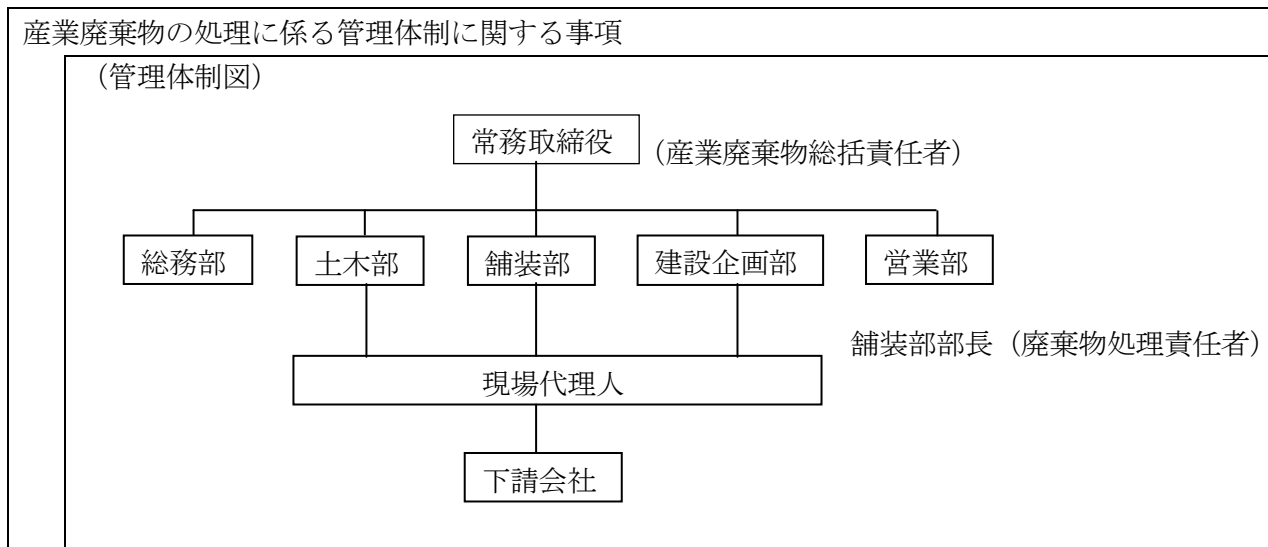 産業廃棄物の処理に係る管理体制に関する事項
（管理体制図）
常務取締役 （産業廃棄物総括責任者）
総務部 土木部 舗装部 建設企画部 営業部
舗装部部長（廃棄物処理責任者）
現場代理人
下請会社